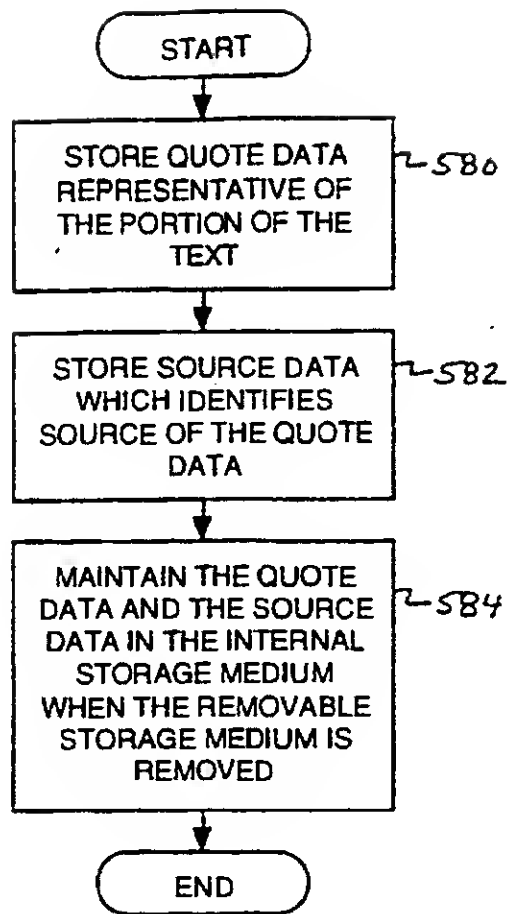 START
STORE QUOTE DATA
REPRESENTATIVE OF
THE PORTION OF THE
TEXT
580
STORE SOURCE DATA
WHICH IDENTIFIES
SOURCE OF THE QUOTE
DATA
582
MAINTAIN THE QUOTE
DATA AND THE SOURCE
DATA IN THE INTERNAL
STORAGE MEDIUM
WHEN THE REMOVABLE
STORAGE MEDIUM IS
REMOVED
584
END